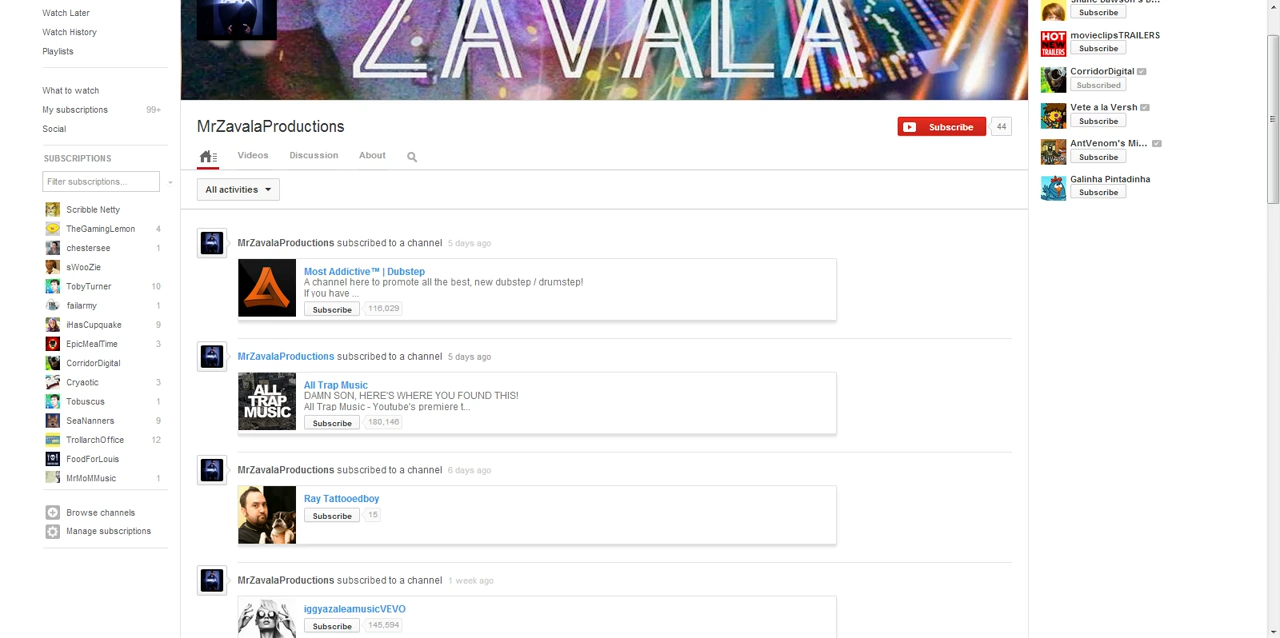 Watch Later
Watch History
Playlists
What to watch
My subscriptions 99+
Social
SUBSCRIPTIONS
Filter subscriptions...
Scribble Netty
TheGamingLemon 4
chestersee 1
sWooZie
TobyTurner 10
failarmy 1
iHasCupquake 9
EpicMealTime 3
CorridorDigital
Cryaotic 3
Tobuscus 1
SeaNanners 9
TrollarchOffice 12
FoodForLouis
MrMoMMusic 1
Browse channels
Manage subscriptions
ZAVALA
MrZavalaProductions
Subscribe 44
Videos Discussion About
All activities
MrZavalaProductions subscribed to a channel 5 days ago
Most Addictive™ | Dubstep
A channel here to promote all the best, new dubstep / drumstep!
If you have ...
Subscribe 116,029
MrZavalaProductions subscribed to a channel 5 days ago
ALL
TRAP
MUSIC
All Trap Music
DAMN SON, HERE'S WHERE YOU FOUND THIS!
All Trap Music - Youtube's premiere t...
Subscribe 180,146
MrZavalaProductions subscribed to a channel 6 days ago
Ray Tattooedboy
Subscribe 15
MrZavalaProductions subscribed to a channel 1 week ago
iggyazaleamusicVEVO
Subscribe 145,594
Subscribe
HOT
NEW
TRAILERS
movieclipsTRAILERS
Subscribe
CorridorDigital
Subscribed
Vete a la Versh
Subscribe
AntVenom's Mi...
Subscribe
Galinha Pintadinha
Subscribe